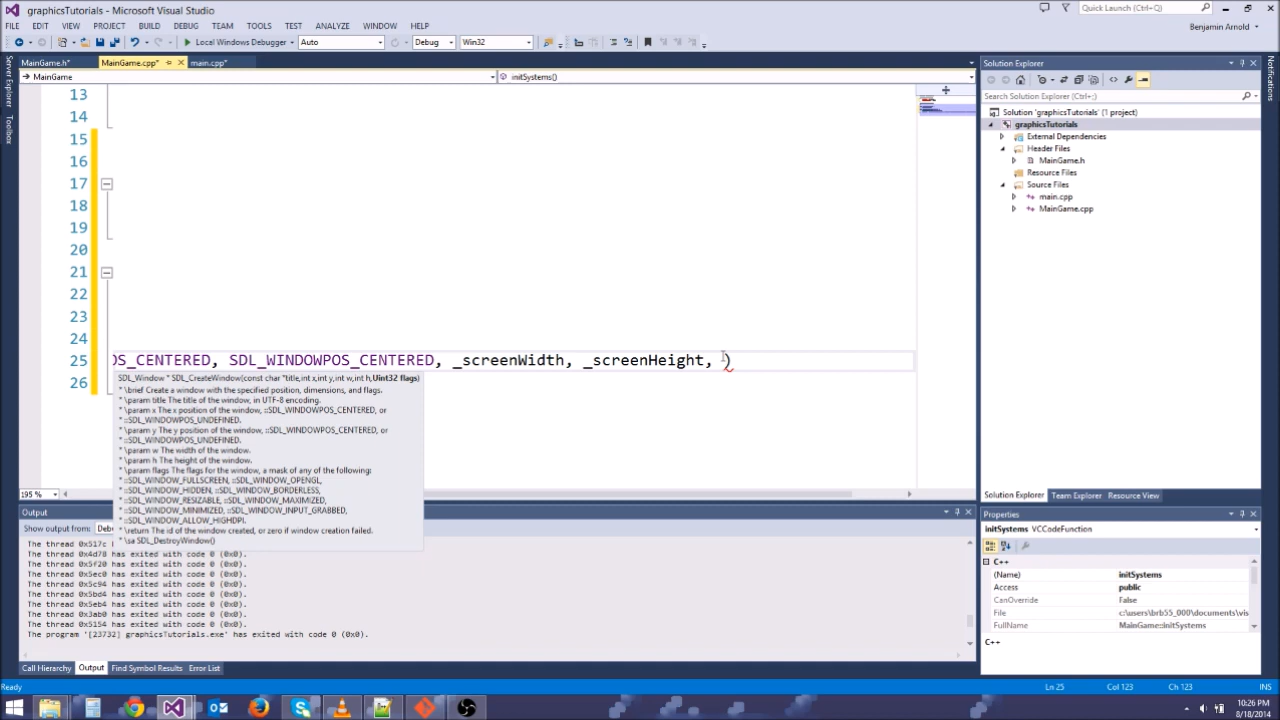 graphicsTutorials - Microsoft Visual Studio
Quick Launch (Ctrl+Q)
FILE EDIT VIEW PROJECT BUILD DEBUG TEAM TOOLS TEST ANALYZE WINDOW HELP
Benjamin Arnold
Local Windows Debugger Auto Debug Win32
MainGame.h* MainGame.cpp* main.cpp*
MainGame initSystems()
Server Explorer
Toolbox
Notifications
13
14
15
16
17
18
19
20
21
22
23
24
25 OS_CENTERED, SDL_WINDOWPOS_CENTERED, _screenWidth, _screenHeight, )
26
SDL_Window * SDL_CreateWindow(const char *title,int x,int y,int w,int h,Uint32 flags)
* \brief Create a window with the specified position, dimensions, and flags.
* \param title The title of the window, in UTF-8 encoding.
* \param x The x position of the window, ::SDL_WINDOWPOS_CENTERED, or
* ::SDL_WINDOWPOS_UNDEFINED.
* \param y The y position of the window, ::SDL_WINDOWPOS_CENTERED, or
* ::SDL_WINDOWPOS_UNDEFINED.
* \param w The width of the window.
* \param h The height of the window.
* \param flags The flags for the window, a mask of any of the following:
* ::SDL_WINDOW_FULLSCREEN, ::SDL_WINDOW_OPENGL,
* ::SDL_WINDOW_HIDDEN, ::SDL_WINDOW_BORDERLESS,
* ::SDL_WINDOW_RESIZABLE, ::SDL_WINDOW_MAXIMIZED,
* ::SDL_WINDOW_MINIMIZED, ::SDL_WINDOW_INPUT_GRABBED,
* ::SDL_WINDOW_ALLOW_HIGHDPI.
* \return The id of the window created, or zero if window creation failed.
* \sa SDL_DestroyWindow()
195 %
Output
Show output from: Deb
The thread 0x517c
The thread 0x4d78 has exited with code 0 (0x0).
The thread 0x5f20 has exited with code 0 (0x0).
The thread 0x5ec0 has exited with code 0 (0x0).
The thread 0x5c94 has exited with code 0 (0x0).
The thread 0x5bd4 has exited with code 0 (0x0).
The thread 0x5eb4 has exited with code 0 (0x0).
The thread 0x3ab0 has exited with code 0 (0x0).
The thread 0x5154 has exited with code 0 (0x0).
The program '[23732] graphicsTutorials.exe' has exited with code 0 (0x0).
Call Hierarchy Output Find Symbol Results Error List
Solution Explorer
Search Solution Explorer (Ctrl+;)
Solution 'graphicsTutorials' (1 project)
graphicsTutorials
External Dependencies
Header Files
MainGame.h
Resource Files
Source Files
main.cpp
MainGame.cpp
Solution Explorer Team Explorer Resource View
Properties
initSystems VCCodeFunction
C++
(Name) initSystems
Access public
CanOverride False
File c:\users\brb55_000\documents\vis
FullName MainGame::initSystems
C++
Ready Ln 25 Col 123 Ch 123 INS
10:26 PM
8/18/2014